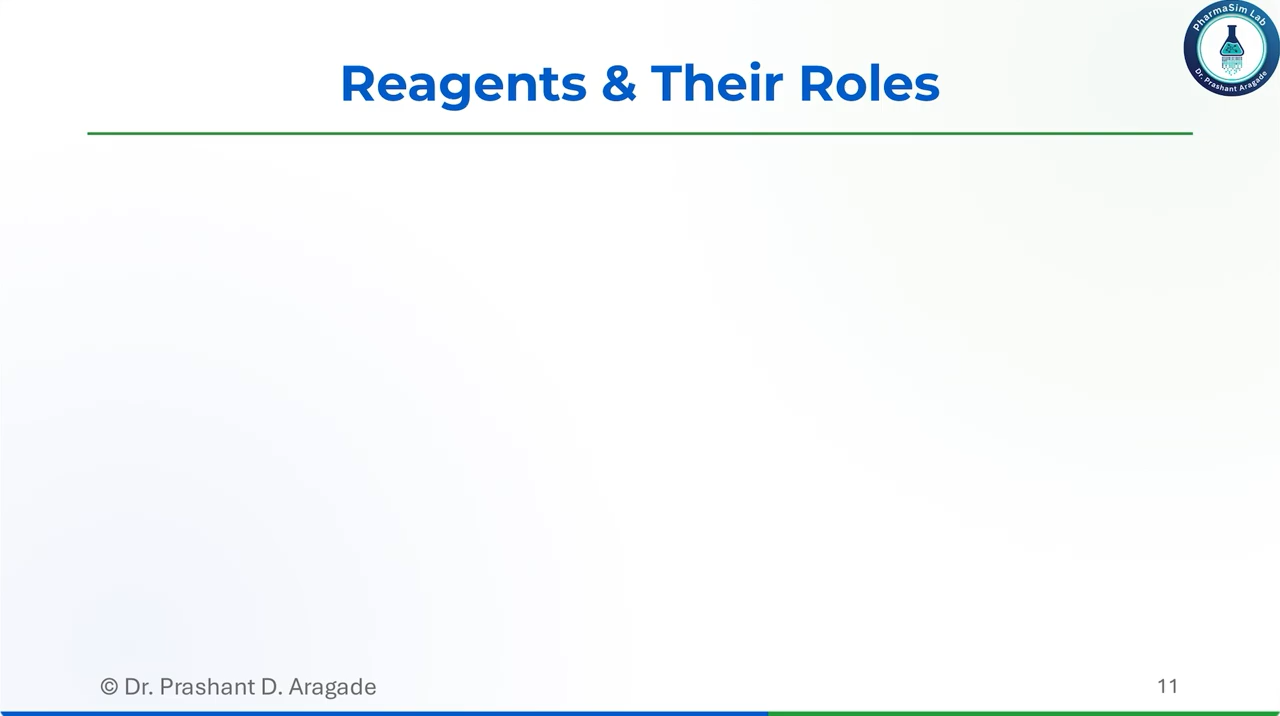 PharmaSim Lab
Dr. Prashant Aragade
Reagents & Their Roles
© Dr. Prashant D. Aragade
11